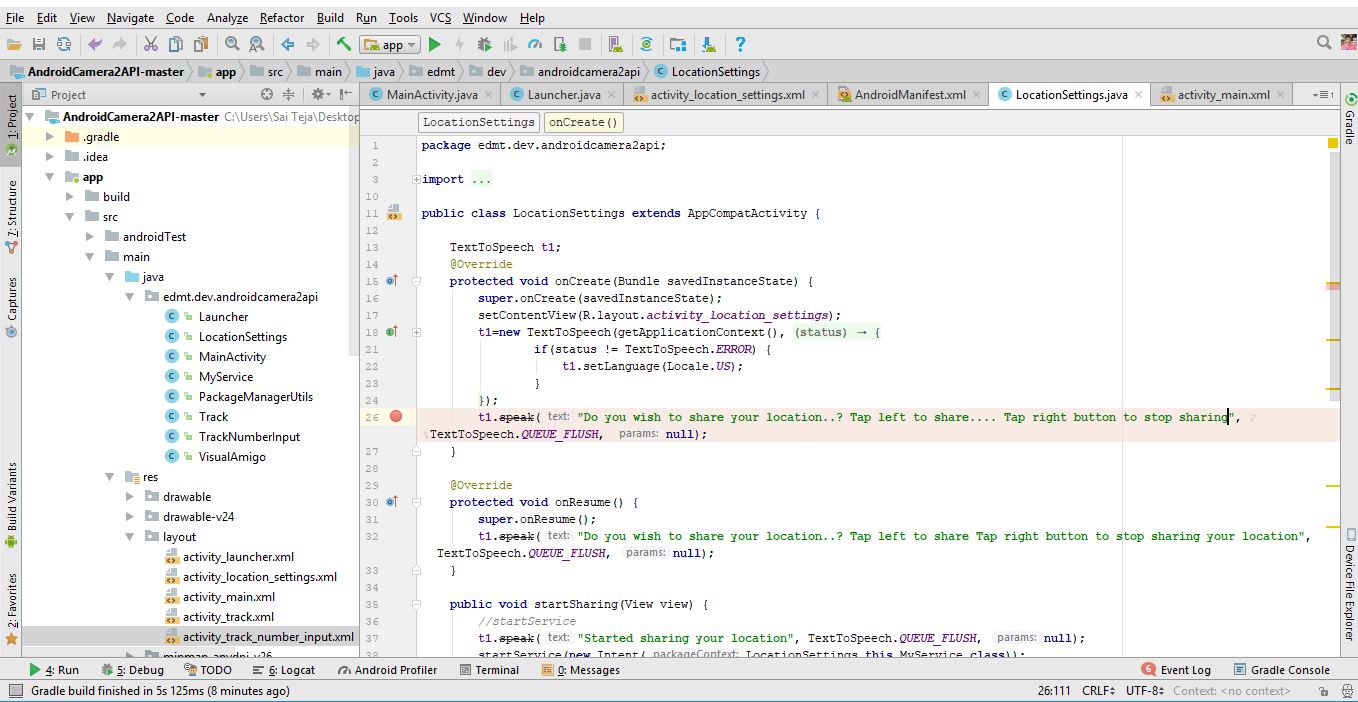 File Edit View Navigate Code Analyze Refactor Build Run Tools VCS Window Help
app
AndroidCamera2API-master app src main java edmt dev androidcamera2api LocationSettings
Project
MainActivity.java Launcher.java activity_location_settings.xml AndroidManifest.xml LocationSettings.java activity_main.xml
1: Project
7: Structure
Captures
Build Variants
2: Favorites
AndroidCamera2API-master C:\Users\Sai Teja\Desktop
.gradle
.idea
app
build
src
androidTest
main
java
edmt.dev.androidcamera2api
Launcher
LocationSettings
MainActivity
MyService
PackageManagerUtils
Track
TrackNumberInput
VisualAmigo
res
drawable
drawable-v24
layout
activity_launcher.xml
activity_location_settings.xml
activity_main.xml
activity_track.xml
activity_track_number_input.xml
mipmap-anydpi-v26
LocationSettings onCreate()
1 package edmt.dev.androidcamera2api;
2
3 import ...
10
11 public class LocationSettings extends AppCompatActivity {
12
13 TextToSpeech t1;
14 @Override
15 protected void onCreate(Bundle savedInstanceState) {
16 super.onCreate(savedInstanceState);
17 setContentView(R.layout.activity_location_settings);
18 t1=new TextToSpeech(getApplicationContext(), (status) → {
21 if(status != TextToSpeech.ERROR) {
22 t1.setLanguage(Locale.US);
23 }
24 });
26 t1.speak( text: "Do you wish to share your location..? Tap left to share.... Tap right button to stop sharing",
TextToSpeech.QUEUE_FLUSH, params: null);
27 }
28
29 @Override
30 protected void onResume() {
31 super.onResume();
32 t1.speak( text: "Do you wish to share your location..? Tap left to share Tap right button to stop sharing your location",
TextToSpeech.QUEUE_FLUSH, params: null);
33 }
34
35 public void startSharing(View view) {
36 //startService
37 t1.speak( text: "Started sharing your location", TextToSpeech.QUEUE_FLUSH, params: null);
38 startService(new Intent( packageContext: LocationSettings.this,MyService.class));
Gradle
Device File Explorer
4: Run 5: Debug TODO 6: Logcat Android Profiler Terminal 0: Messages 6 Event Log Gradle Console
Gradle build finished in 5s 125ms (8 minutes ago) 26:111 CRLF UTF-8 Context: <no context>